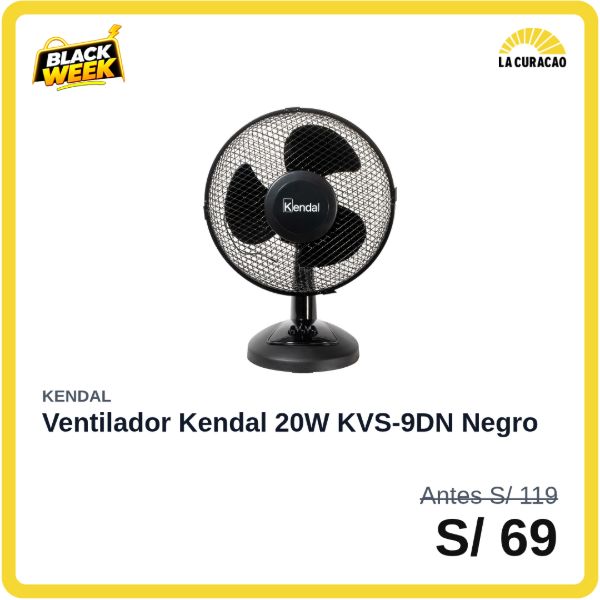 BLACK
WEEK
LA CURACAO
Kendal
KENDAL
Ventilador Kendal 20W KVS-9DN Negro
Antes S/ 119
S/ 69